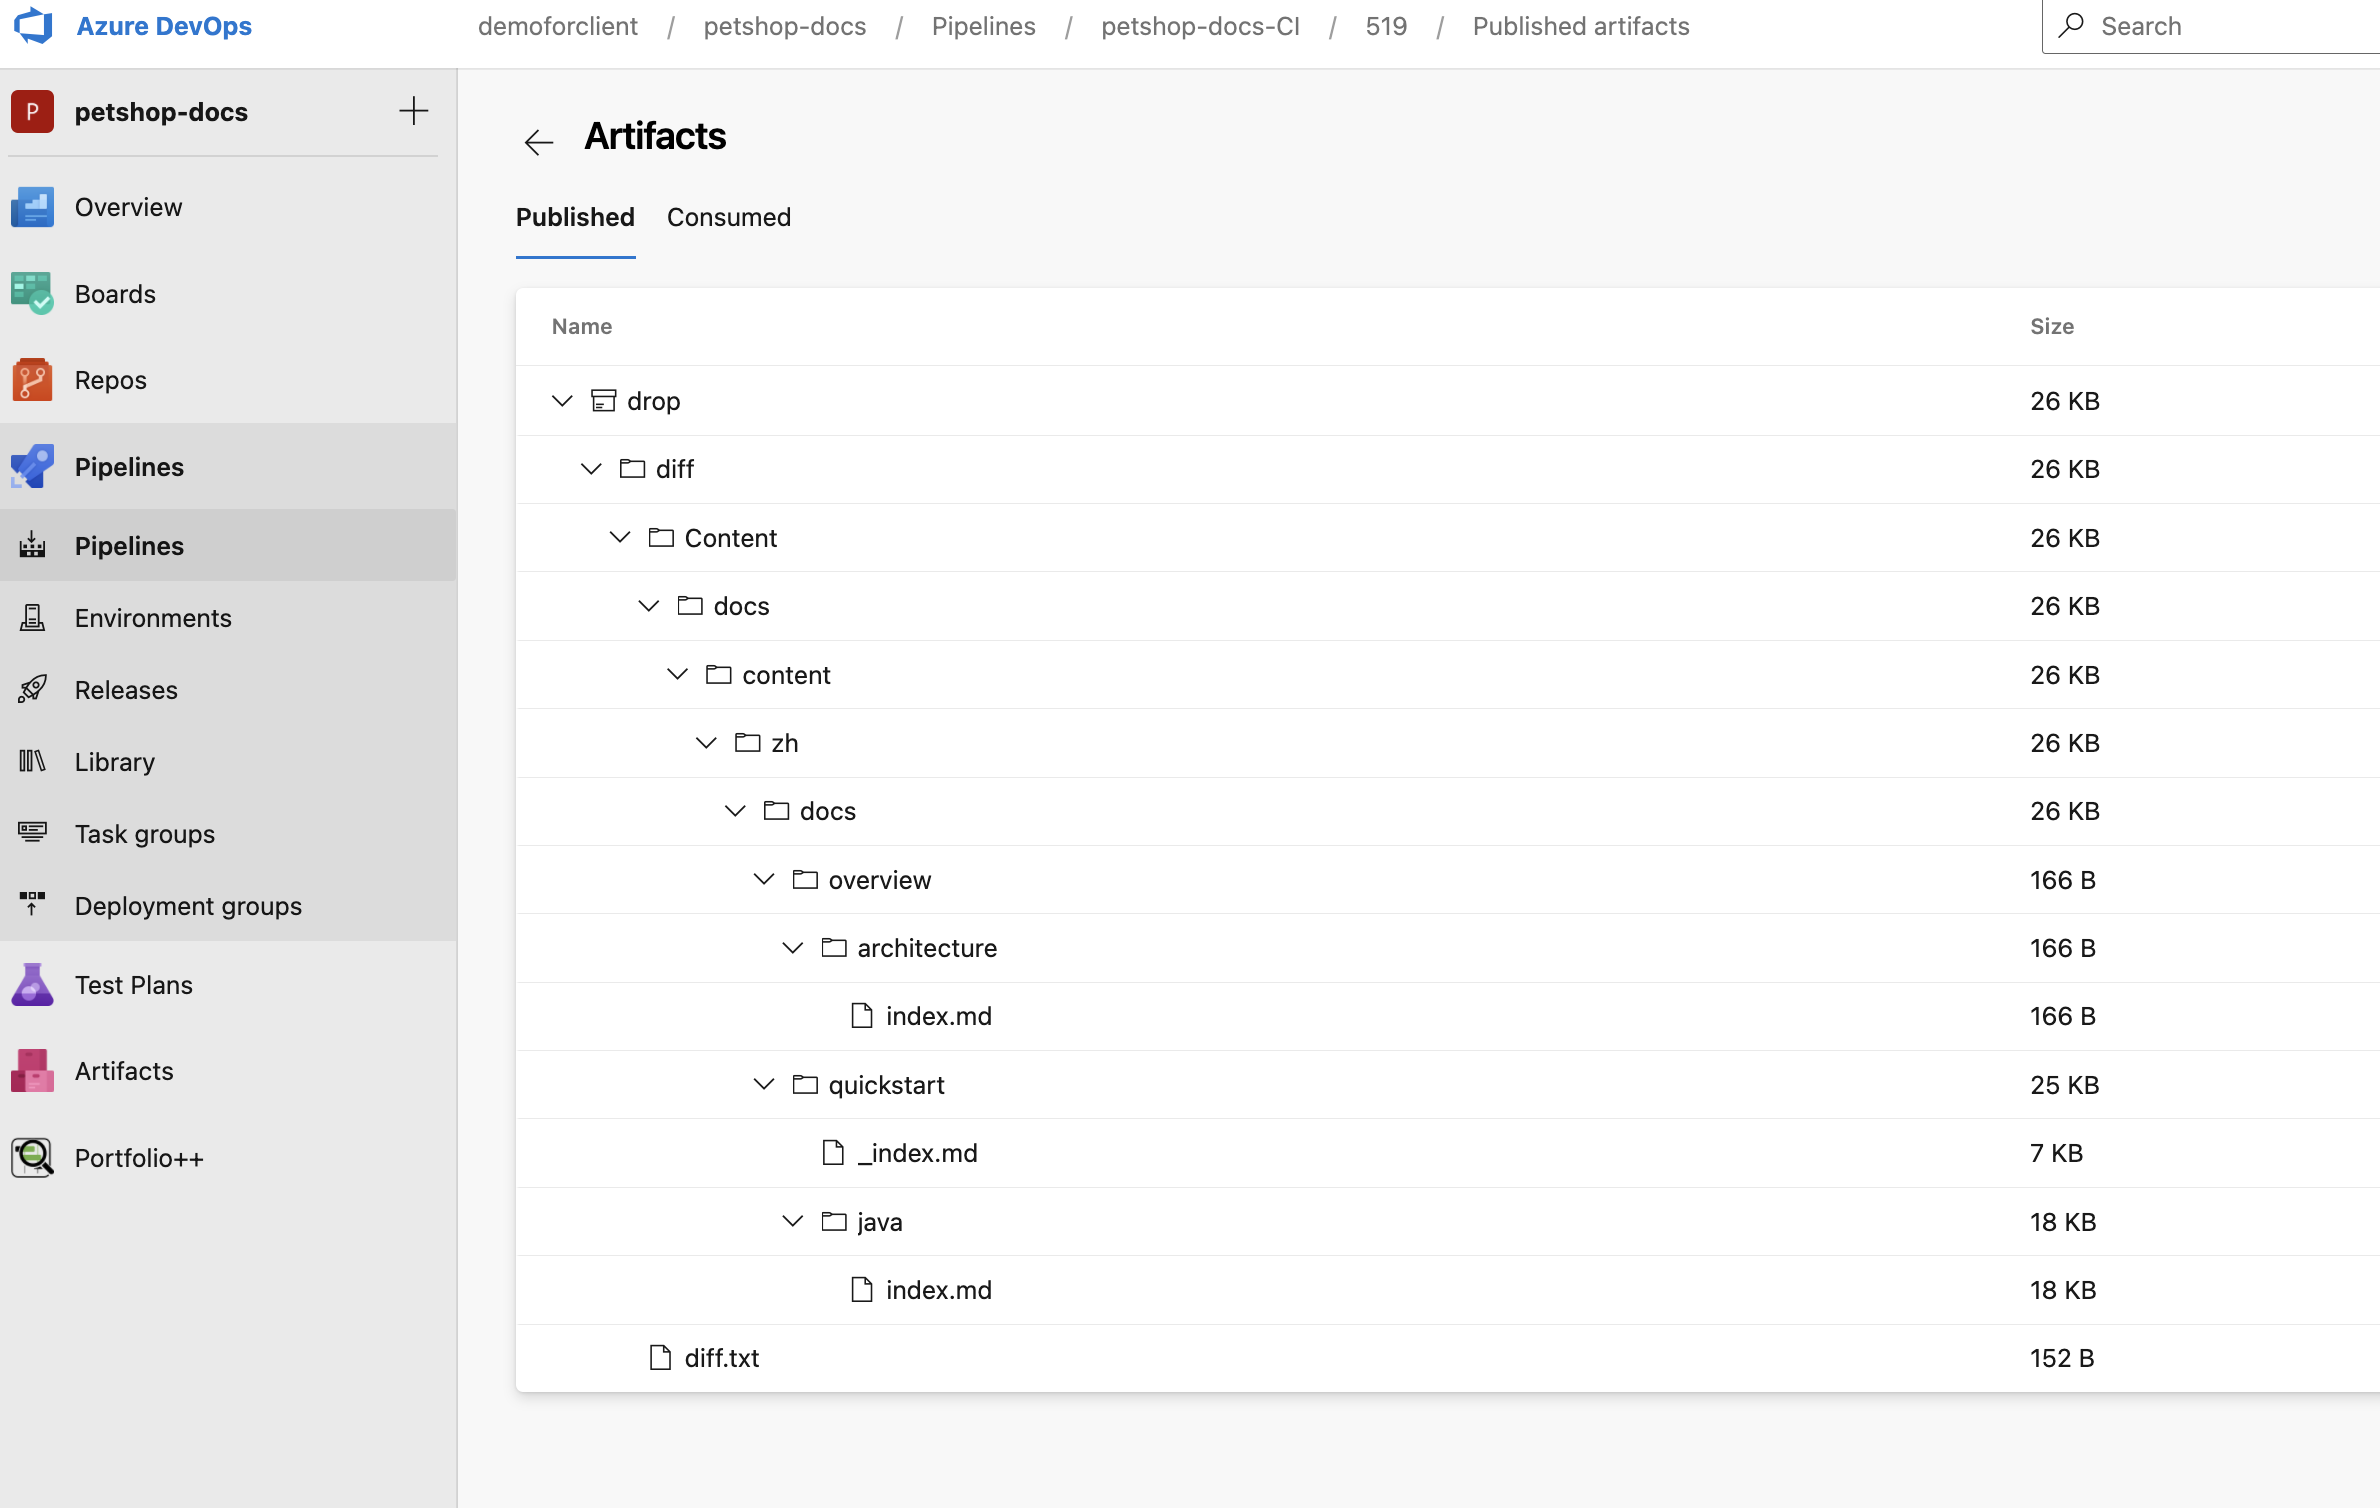 Azure DevOps
demoforclient / petshop-docs / Pipelines / petshop-docs-CI / 519 / Published artifacts
Search
P petshop-docs
Overview
Boards
Repos
Pipelines
Pipelines
Environments
Releases
Library
Task groups
Deployment groups
Test Plans
Artifacts
Portfolio++
Artifacts
Published Consumed
Name Size
drop 26 KB
diff 26 KB
Content 26 KB
docs 26 KB
content 26 KB
zh 26 KB
docs 26 KB
overview 166 B
architecture 166 B
index.md 166 B
quickstart 25 KB
_index.md 7 KB
java 18 KB
index.md 18 KB
diff.txt 152 B